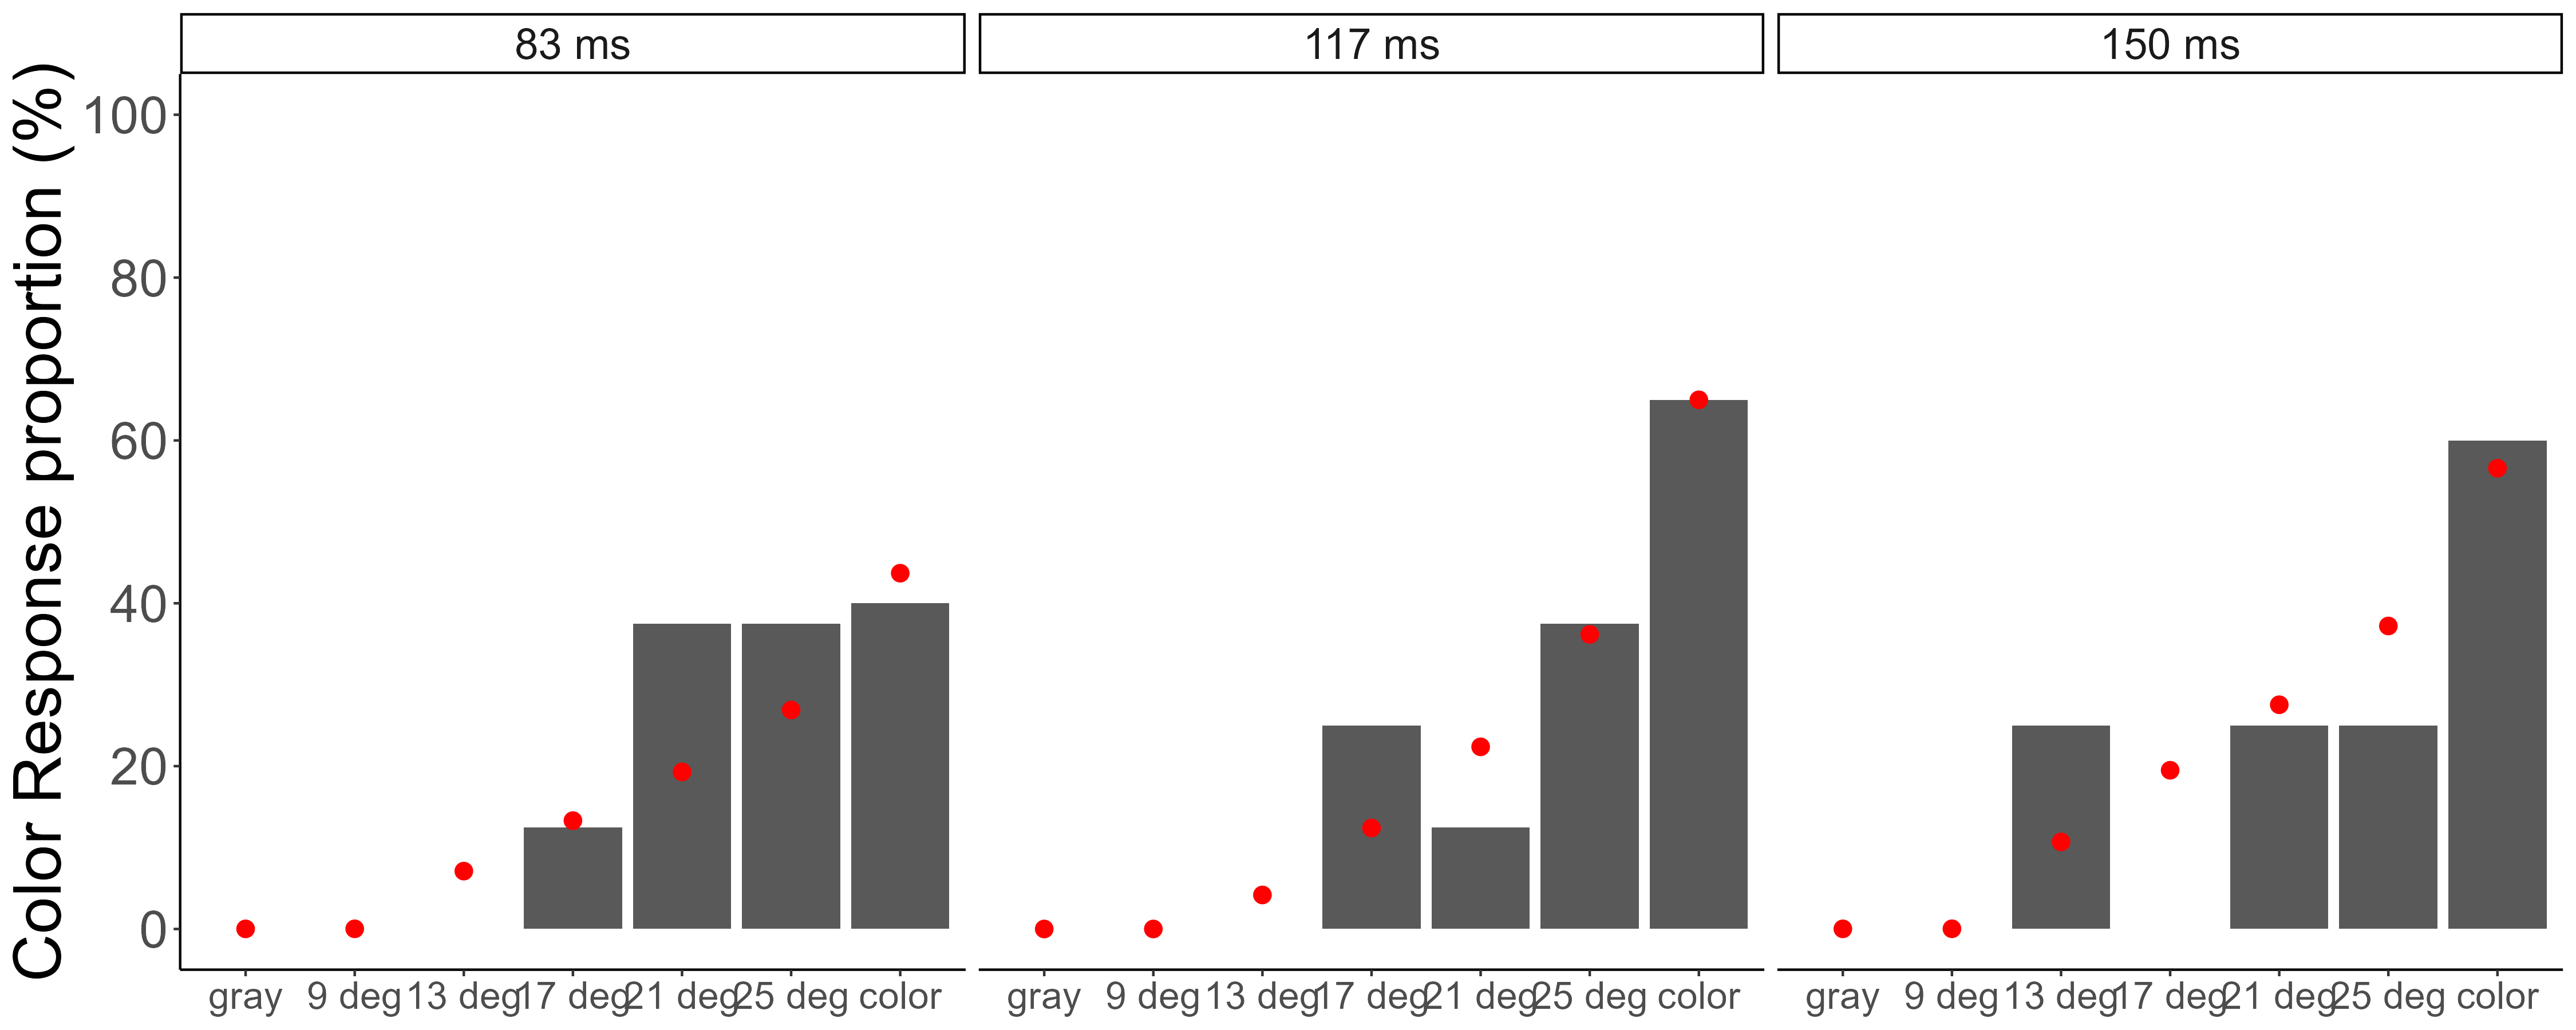 Color Response proportion (%)
83 ms
117 ms
150 ms
100
80
60
40
20
0
gray 9 deg 13 deg 17 deg 21 deg 25 deg color
gray 9 deg 13 deg 17 deg 21 deg 25 deg color
gray 9 deg 13 deg 17 deg 21 deg 25 deg color